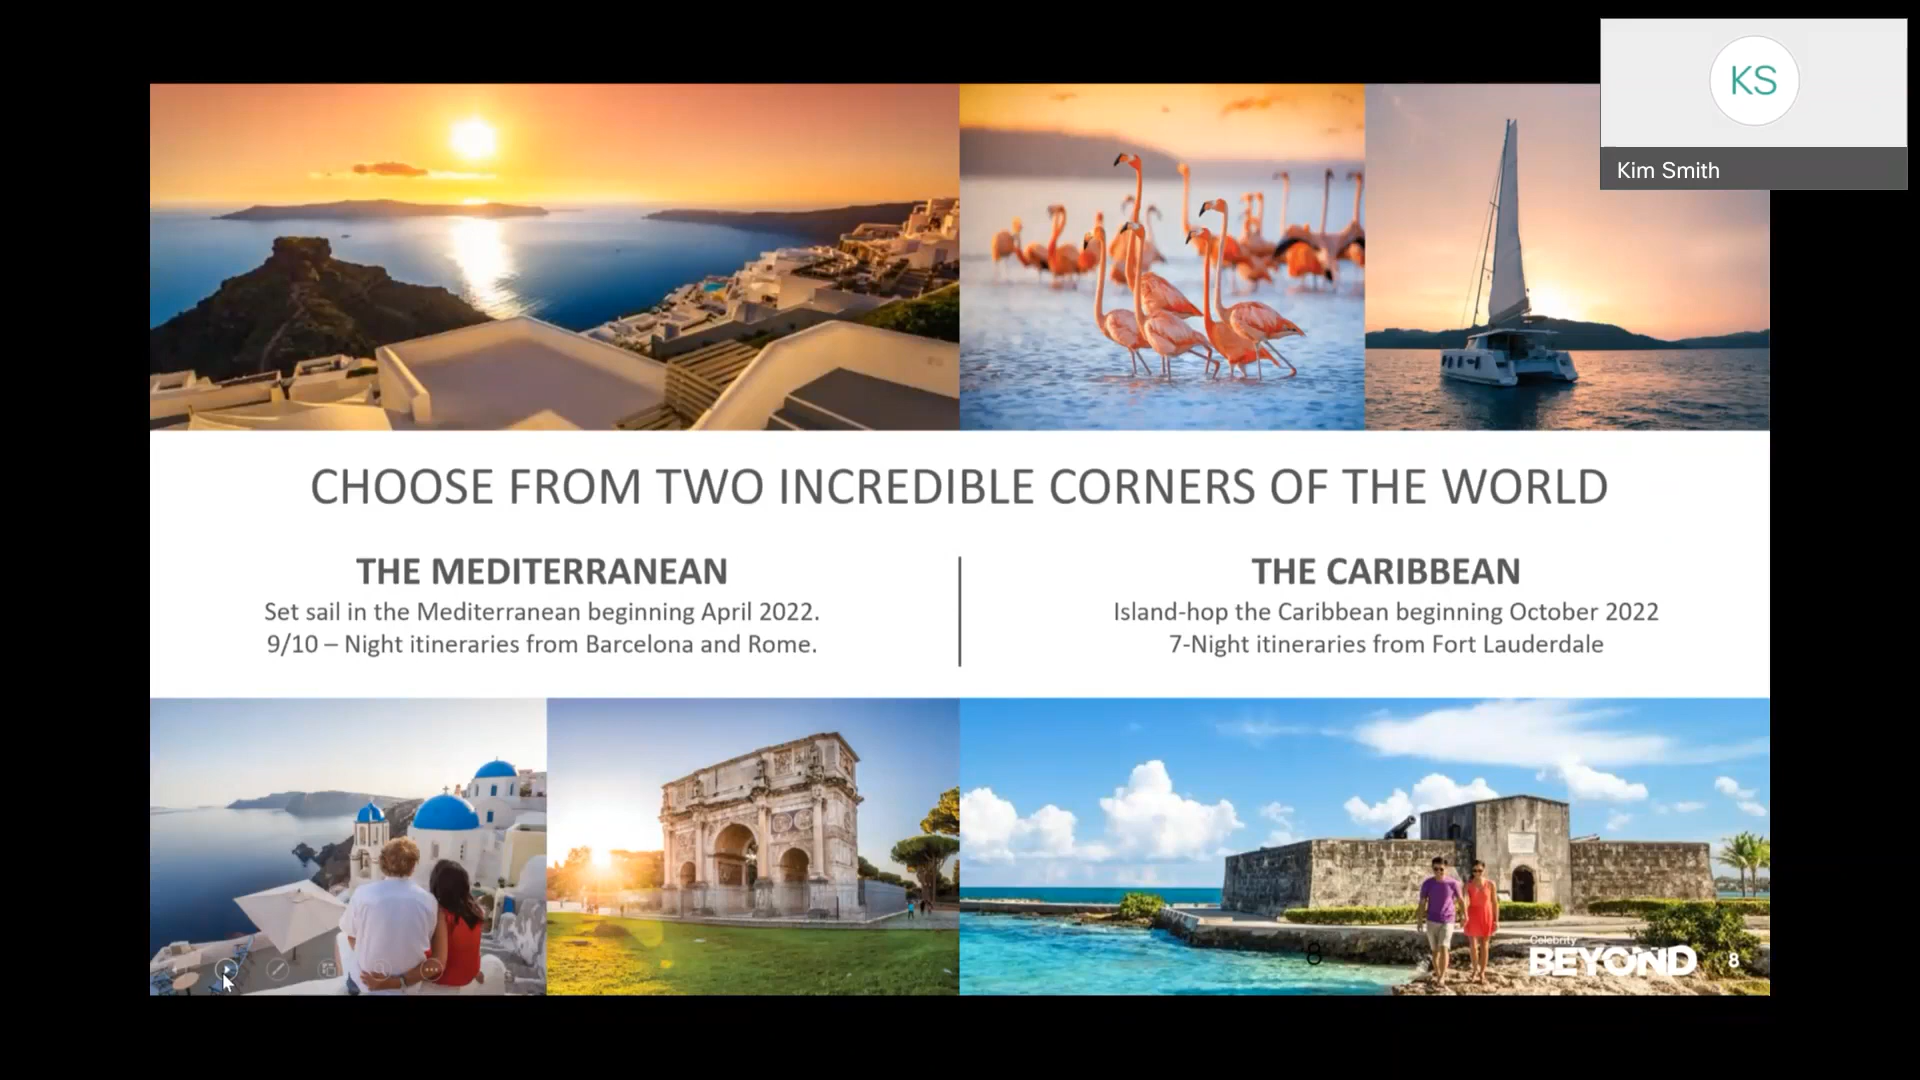 KS
Kim Smith
CHOOSE FROM TWO INCREDIBLE CORNERS OF THE WORLD
THE MEDITERRANEAN
Set sail in the Mediterranean beginning April 2022.
9/10 – Night itineraries from Barcelona and Rome.
THE CARIBBEAN
Island-hop the Caribbean beginning October 2022
7-Night itineraries from Fort Lauderdale
8
Celebrity
BEYOND
8